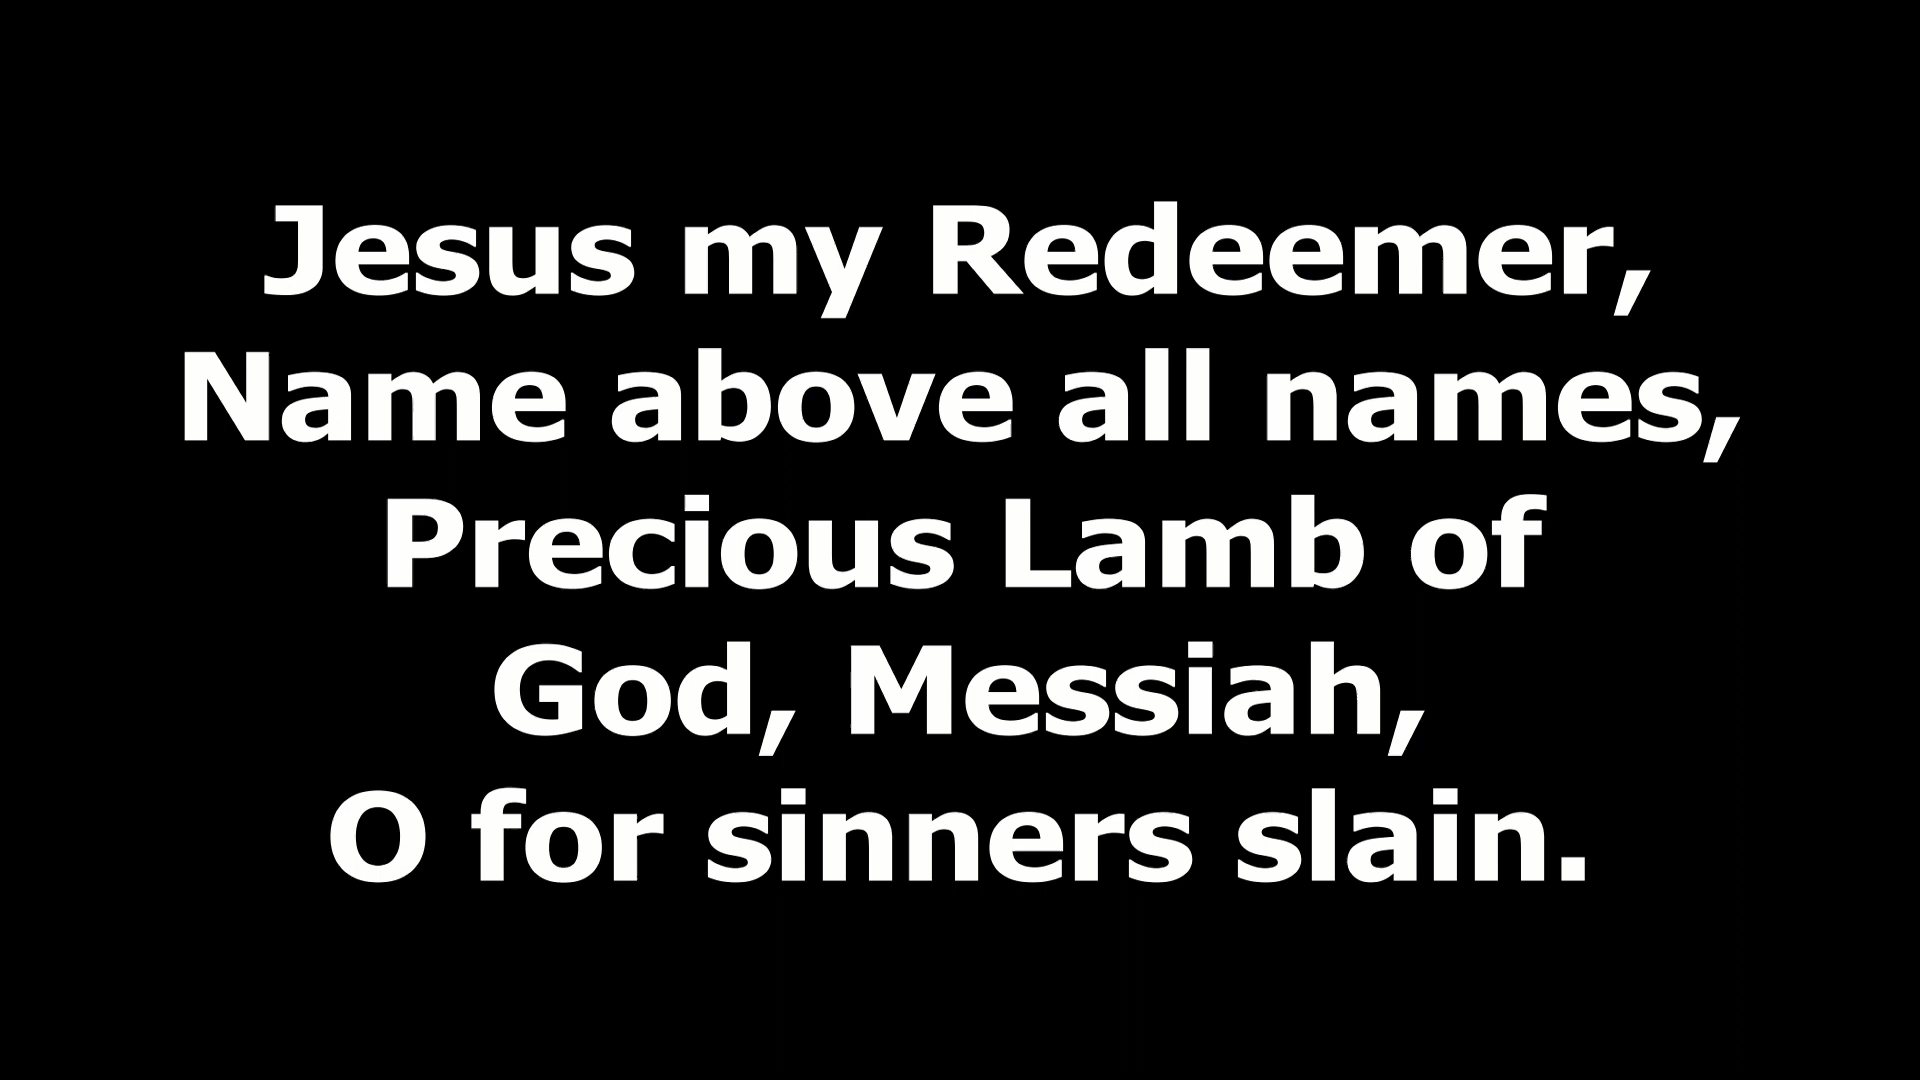 Jesus my Redeemer,
Name above all names,
Precious Lamb of
God, Messiah,
O for sinners slain.